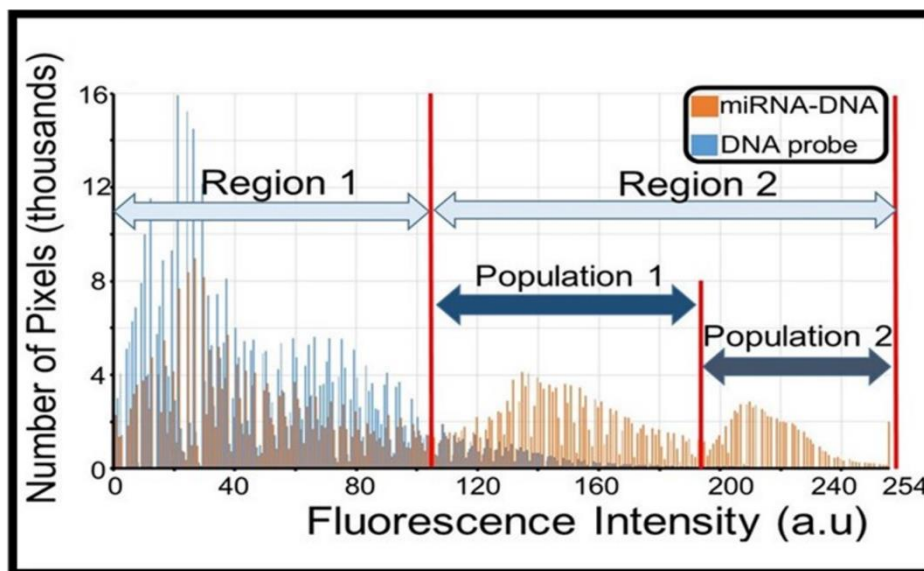 Number of Pixels (thousands)
16
12
8
4
0
miRNA-DNA
DNA probe
Region 1
Region 2
Population 1
Population 2
0 40 80 120 160 200 240 254
Fluorescence Intensity (a.u)